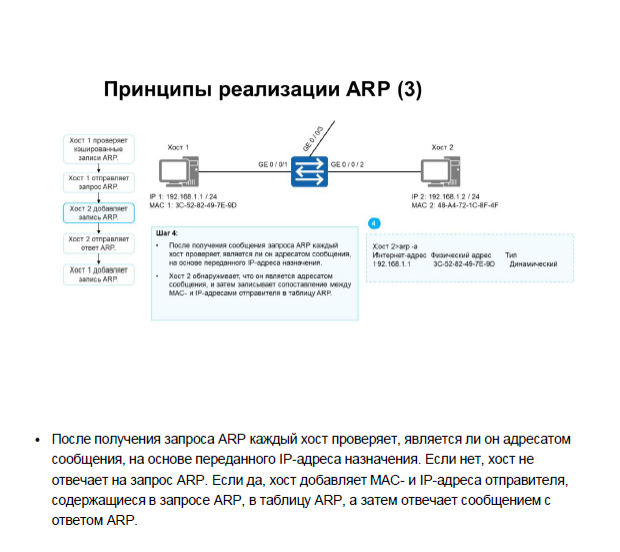 Принципы реализации ARP (3)
Хост 1 проверяет
кэшированные
записи ARP.
Хост 1 отправляет
запрос ARP.
Хост 2 добавляет
запись ARP.
Хост 2 отправляет
ответ ARP.
Хост 1 добавляет
запись ARP.
Хост 1
GE 0 / 0/3
Хост 2
GE 0 / 0/1
GE 0 / 0 / 2
IP 1: 192.168.1.1 / 24
MAC 1: 3C-52-82-49-7E-9D
IP 2: 192.168.1.2 / 24
MAC 2: 48-A4-72-1C-8F-4F
Шаг 4:
• После получения сообщения запроса ARP каждый
хост проверяет, является ли он адресатом сообщения,
на основе переданного IP-адреса назначения.
• Хост 2 обнаруживает, что он является адресатом
сообщения, и затем записывает сопоставление между
MAC- и IP-адресами отправителя в таблицу ARP.
4
Хост 2>arp -a
Интернет-адрес Физический адрес Тип
192.168.1.1 3C-52-82-49-7E-9D Динамический
• После получения запроса ARP каждый хост проверяет, является ли он адресатом
сообщения, на основе переданного IP-адреса назначения. Если нет, хост не
отвечает на запрос ARP. Если да, хост добавляет MAC- и IP-адреса отправителя,
содержащиеся в запросе ARP, в таблицу ARP, а затем отвечает сообщением с
ответом ARP.